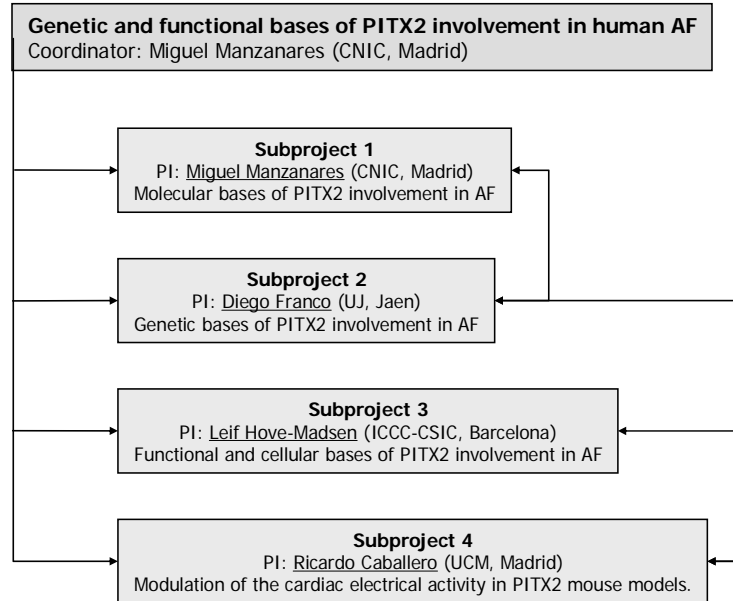 Genetic and functional bases of PITX2 involvement in human AF
Coordinator: Miguel Manzanares (CNIC, Madrid)
Subproject 1
PI: Miguel Manzanares (CNIC, Madrid)
Molecular bases of PITX2 involvement in AF
Subproject 2
PI: Diego Franco (UJ, Jaen)
Genetic bases of PITX2 involvement in AF
Subproject 3
PI: Leif Hove-Madsen (ICCC-CSIC, Barcelona)
Functional and cellular bases of PITX2 involvement in AF
Subproject 4
PI: Ricardo Caballero (UCM, Madrid)
Modulation of the cardiac electrical activity in PITX2 mouse models.